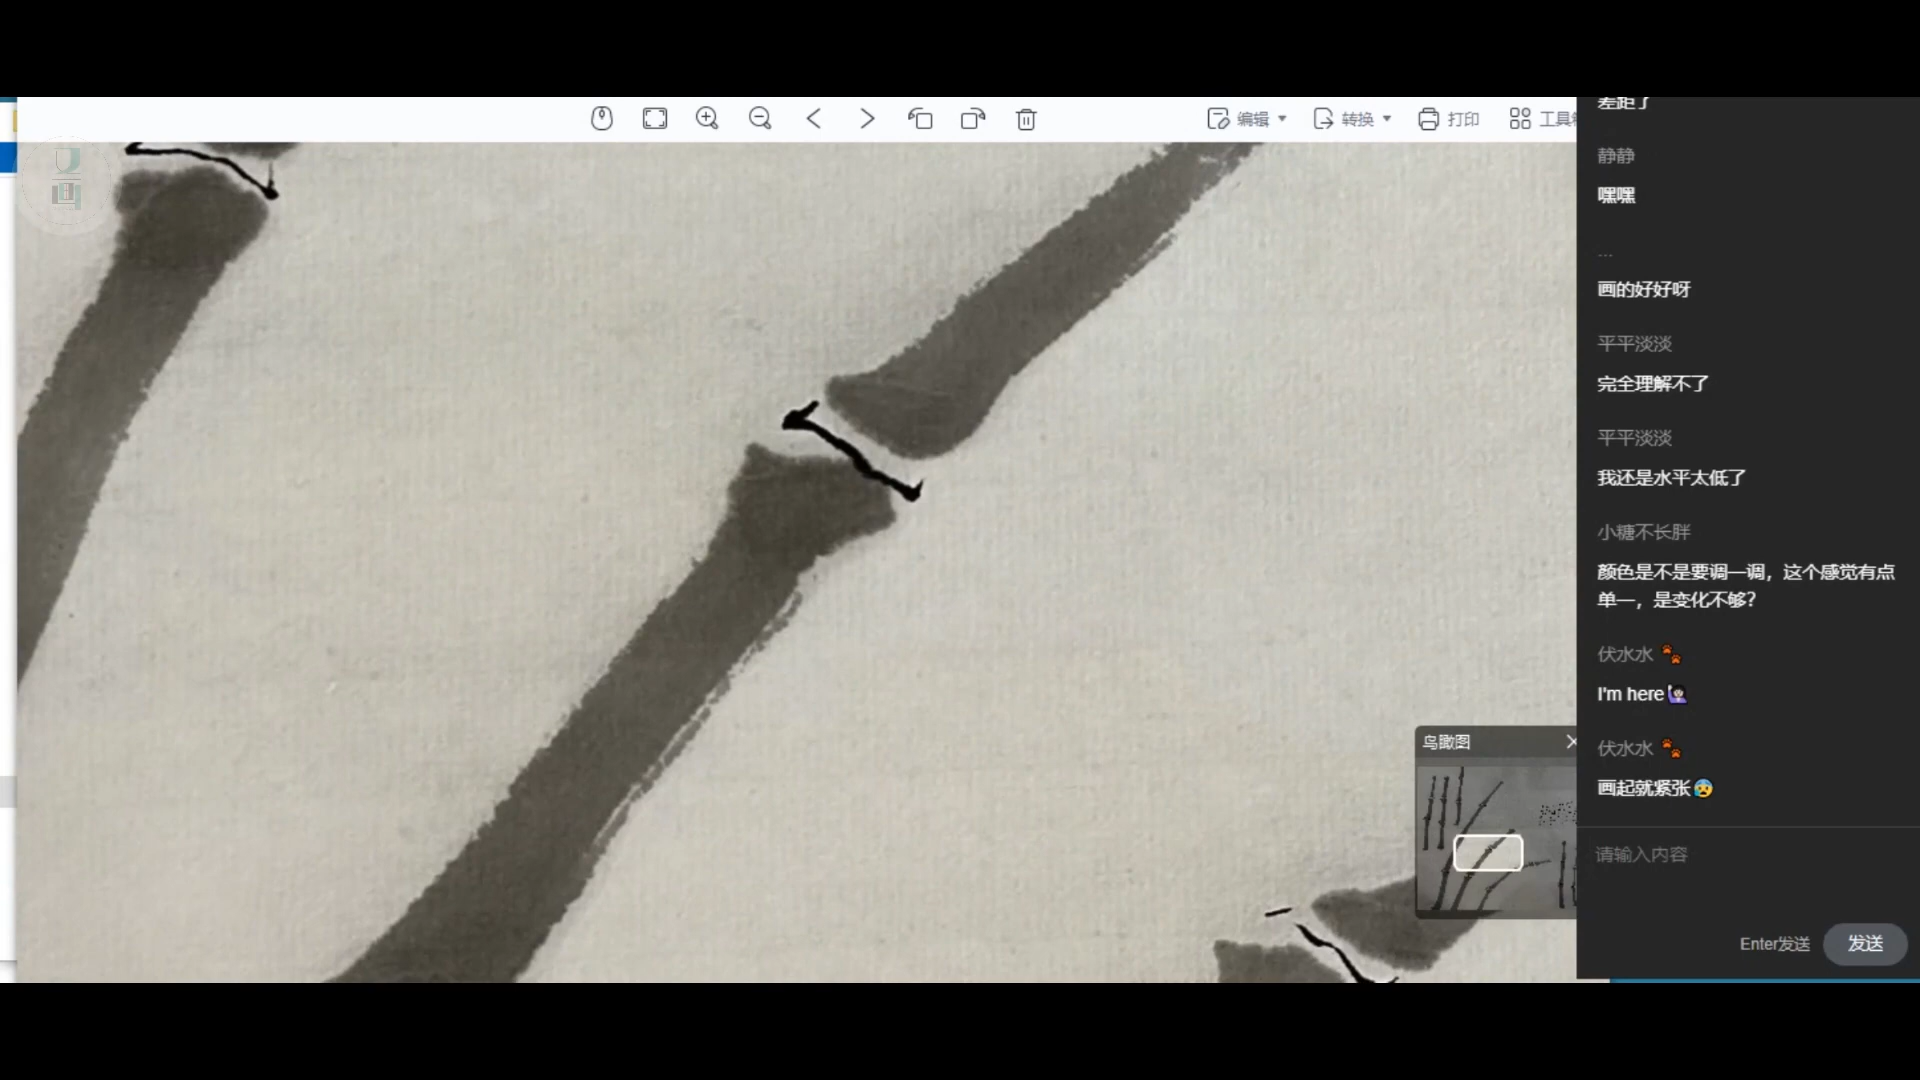 编辑
转换
打印
差距了
静静
嘿嘿
...
画的好好呀
平平淡淡
完全理解不了
平平淡淡
我还是水平太低了
小糖不长胖
颜色是不是要调一调，这个感觉有点
单一，是变化不够？
伏水水 🐾
I'm here🙋🏻‍♀️
伏水水 🐾
画起就紧张😰
鸟瞰图
请输入内容
Enter发送
发送